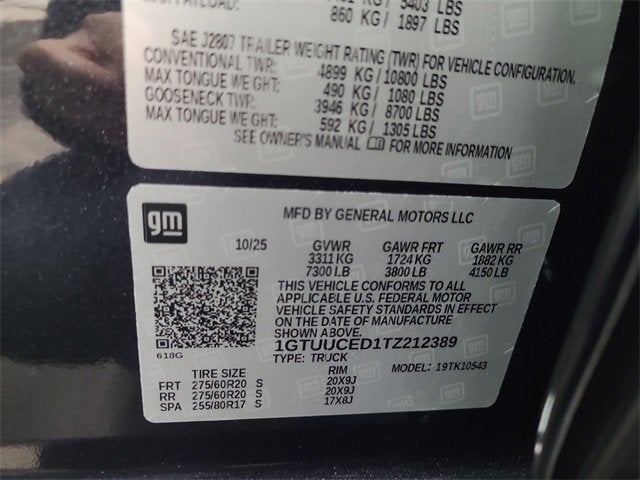 5403 LBS
860 KG/ 1897 LBS
SAE J2807 TRAILER WEIGHT RATING (TWR) FOR VEHICLE CONFIGURATION.
CONVENTIONAL TWR: 4899 KG/10800 LBS
MAX TONGUE WEIGHT: 490 KG/ 1080 LBS
GOOSENECK TWR: 3946 KG/ 8700 LBS
MAX TONGUE WEIGHT: 592 KG/ 1305 LBS
SEE OWNER'S MANUAL FOR MORE INFORMATION
gm
MFD BY GENERAL MOTORS LLC
10/25 GVWR GAWR FRT GAWR RR
3311 KG 1724 KG 1882 KG
7300 LB 3800 LB 4150 LB
THIS VEHICLE CONFORMS TO ALL
APPLICABLE U.S. FEDERAL MOTOR
VEHICLE SAFETY STANDARDS IN EFFECT
ON THE DATE OF MANUFACTURE
SHOWN ABOVE.
1GTUUCED1TZ212389
618G
TYPE: TRUCK
MODEL: 19TK10543
TIRE SIZE RIM
FRT 275/60R20 S 20X9J
RR 275/60R20 S 20X9J
SPA 255/80R17 S 17X8J